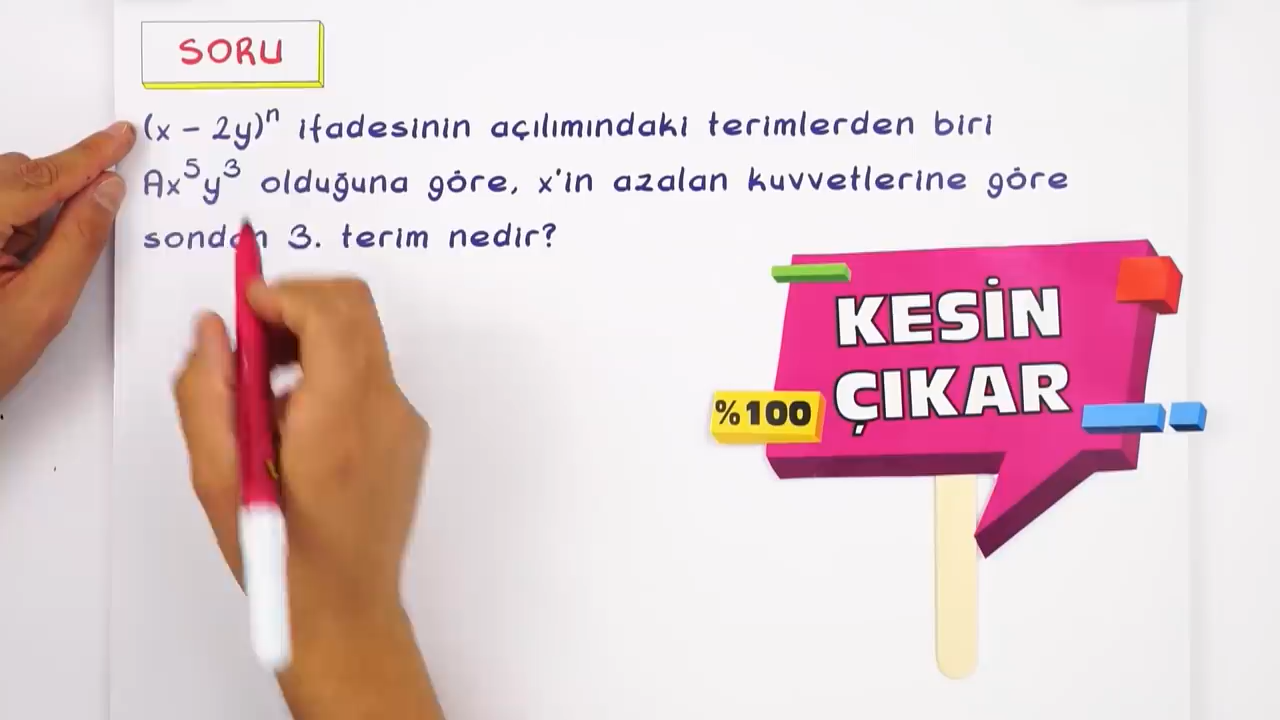 SORU
(x - 2y)ⁿ ifadesinin açılımındaki terimlerden biri
Ax⁵y³ olduğuna göre, x'in azalan kuvvetlerine göre
sondan 3. terim nedir?
KESİN
ÇIKAR
%100